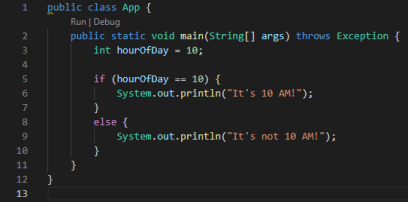 1 public class App {
Run | Debug
2 public static void main(String[] args) throws Exception {
3 int hourOfDay = 10;
4
5 if (hourOfDay == 10) {
6 System.out.println("It's 10 AM!");
7 }
8 else {
9 System.out.println("It's not 10 AM!");
10 }
11 }
12 }
13